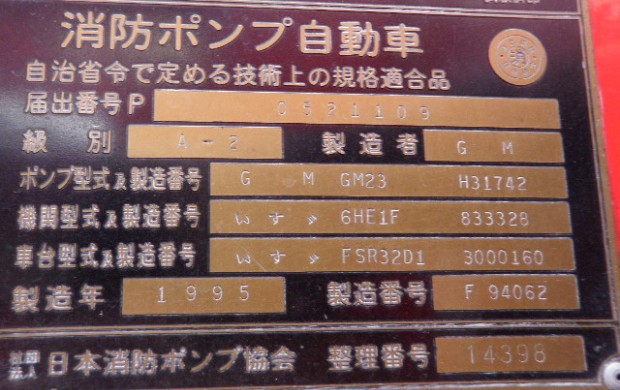 消防ポンプ自動車
自治省令で定める技術上の規格適合品
届出番号P 0521109
級別 A-2 製造者 GM
ポンプ型式及製造番号 GM GM23 H31742
機関型式及製造番号 いすゞ 6HE1F 833328
車台型式及製造番号 いすゞ FSR32D1 3000160
製造年 1995 製造番号 F 94062
社団法人 日本消防ポンプ協会 整理番号 14398